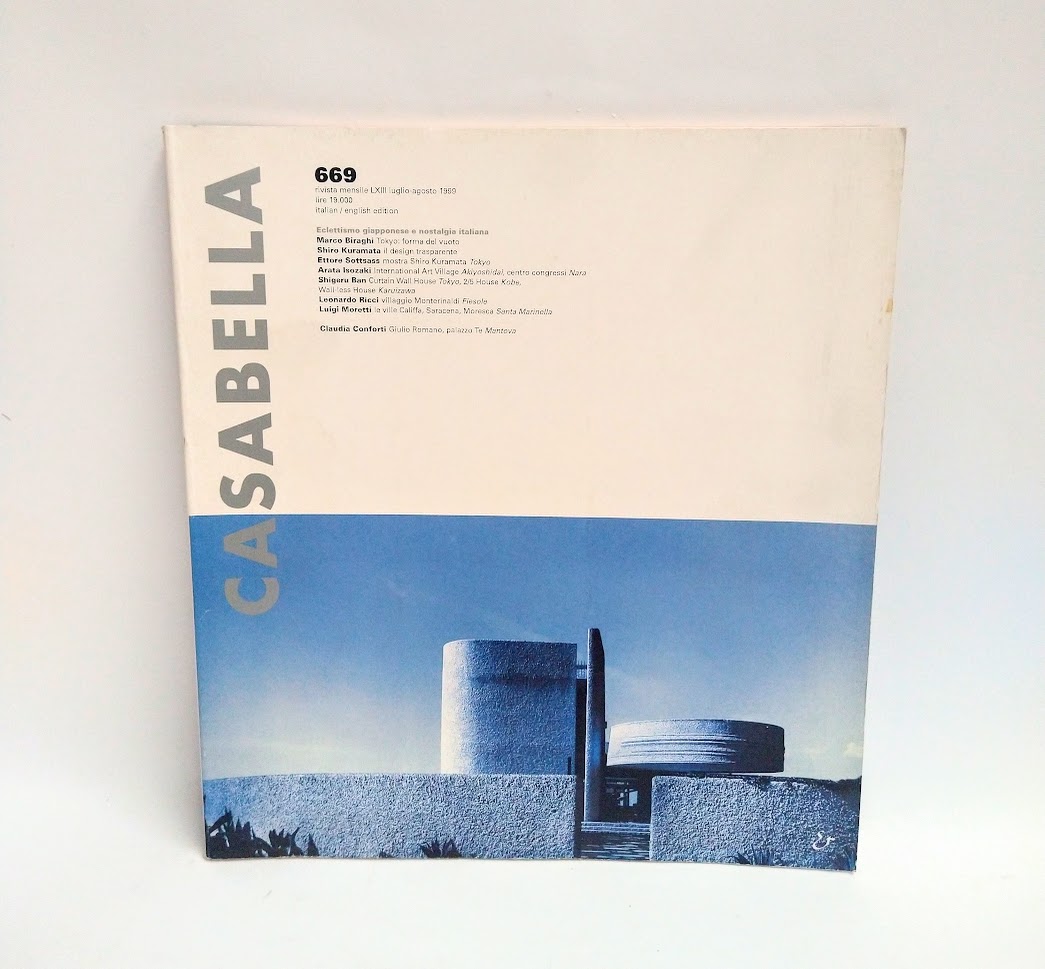 CASABELLA
669
rivista mensile LXIII luglio-agosto 1999
lire 19.000
italian / english edition
Eclettismo giapponese e nostalgia italiana
Marco Biraghi Tokyo: forma del vuoto
Shiro Kuramata il design trasparente
Ettore Sottsass mostra Shiro Kuramata Tokyo
Arata Isozaki International Art Village Akiyoshidai, centro congressi Nara
Shigeru Ban Curtain Wall House Tokyo, 2/5 House Kobe,
Wall-less House Karuizawa
Leonardo Ricci villaggio Monterinaldi Fiesole
Luigi Moretti le ville Califfa, Saracena, Moresca Santa Marinella
Claudia Conforti Giulio Romano, palazzo Te Mantova